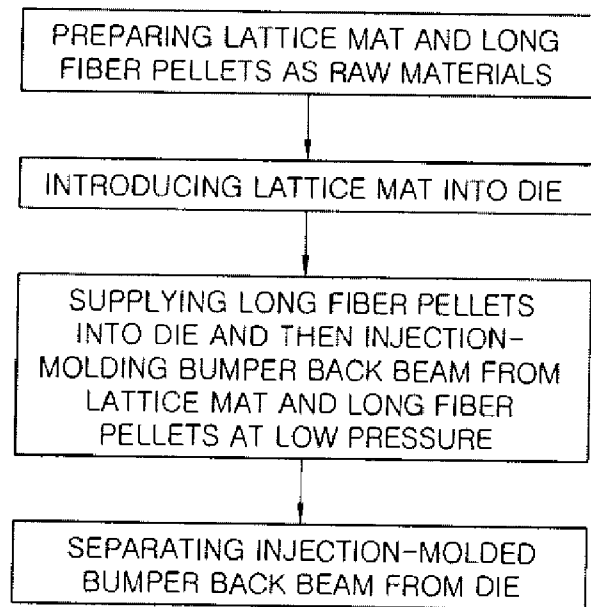 PREPARING LATTICE MAT AND LONG
FIBER PELLETS AS RAW MATERIALS
INTRODUCING LATTICE MAT INTO DIE
SUPPLYING LONG FIBER PELLETS
INTO DIE AND THEN INJECTION-
MOLDING BUMPER BACK BEAM FROM
LATTICE MAT AND LONG FIBER
PELLETS AT LOW PRESSURE
SEPARATING INJECTION-MOLDED
BUMPER BACK BEAM FROM DIE